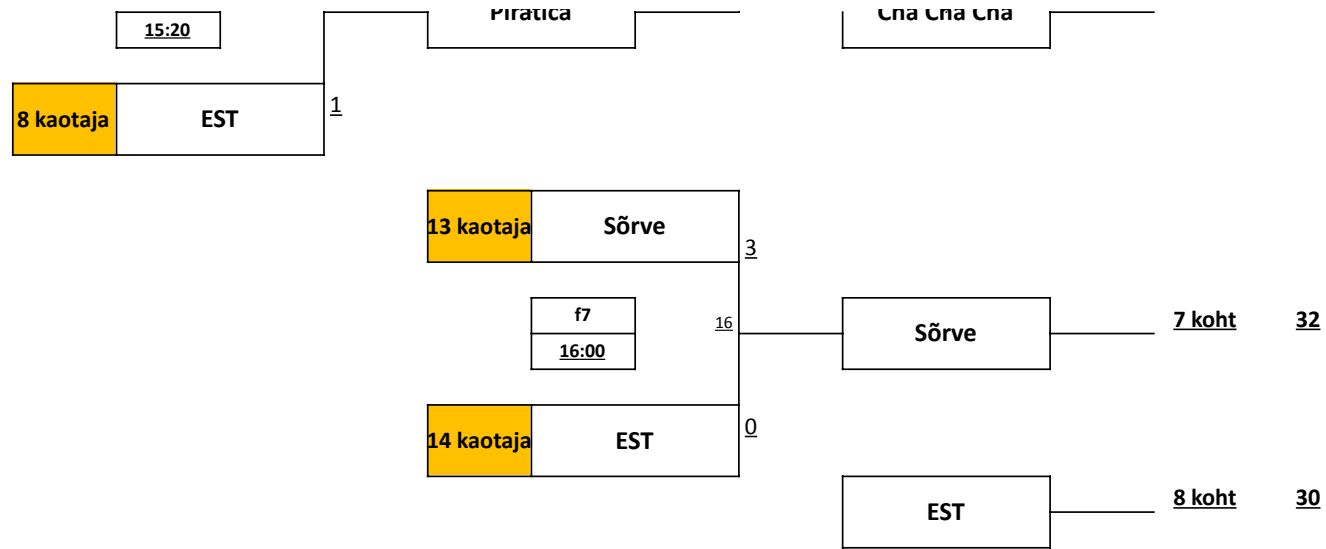 Piratica
Cha Cha Cha
15:20
8 kaotaja EST
1
13 kaotaja Sõrve
3
f7
16
Sõrve
7 koht 32
16:00
0
14 kaotaja EST
EST
8 koht 30